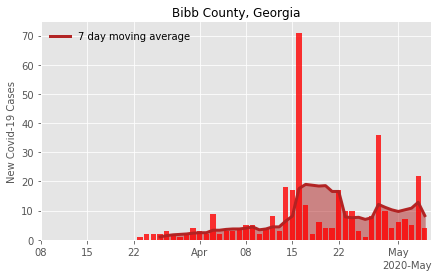 Bibb County, Georgia
7 day moving average
New Covid-19 Cases
70
60
50
40
30
20
10
0
08 15 22 Apr 08 15 22 May
2020-May